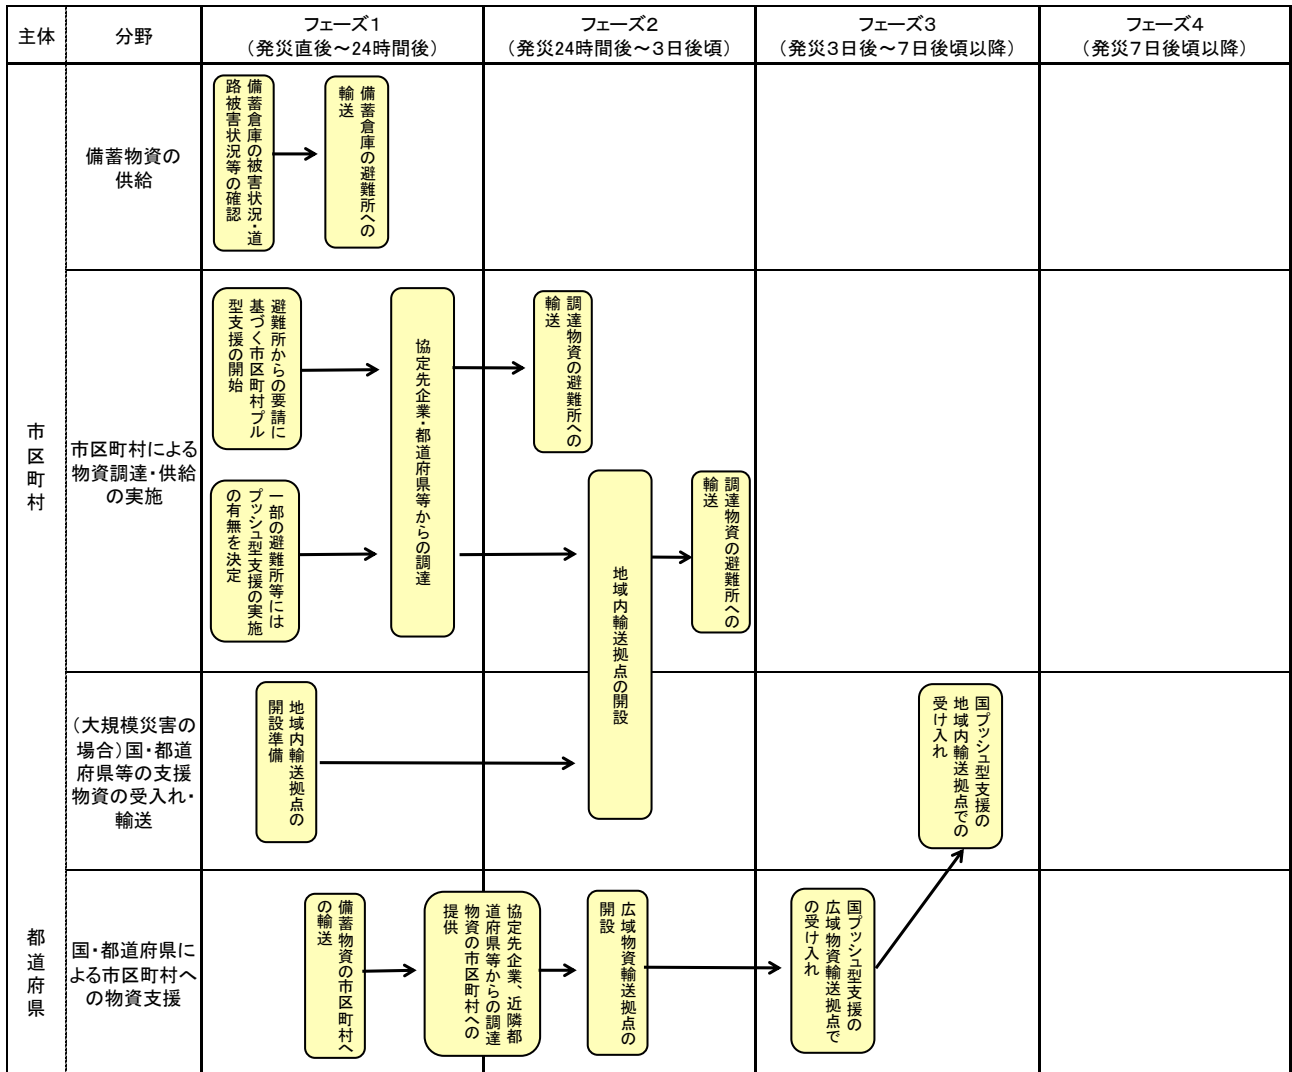 主体
分野
フェーズ1
(発災直後～24時間後)
フェーズ2
(発災24時間後～3日後頃)
フェーズ3
(発災3日後～7日後頃以降)
フェーズ4
(発災7日後頃以降)
市区町村
備蓄物資の
供給
備蓄倉庫の被害状況・道
路被害状況等の確認
備蓄倉庫の避難所への
輸送
市区町村による
物資調達・供給
の実施
避難所からの要請に
基づく市区町村プル
型支援の開始
一部の避難所等には
プッシュ型支援の実施
の有無を決定
協定先企業・都道府県等からの調達
調達物資の避難所への
輸送
地域内輸送拠点の開設
調達物資の避難所への
輸送
(大規模災害の
場合)国・都道
府県等の支援
物資の受入れ・
輸送
地域内輸送拠点の
開設準備
国プッシュ型支援の
地域内輸送拠点での
受け入れ
都道府県
国・都道府県に
よる市区町村へ
の物資支援
備蓄物資の市区町村へ
の輸送
協定先企業、近隣都
道府県等からの調達
物資の市区町村への
提供
広域物資輸送拠点の
開設
国プッシュ型支援の
広域物資輸送拠点で
の受け入れ